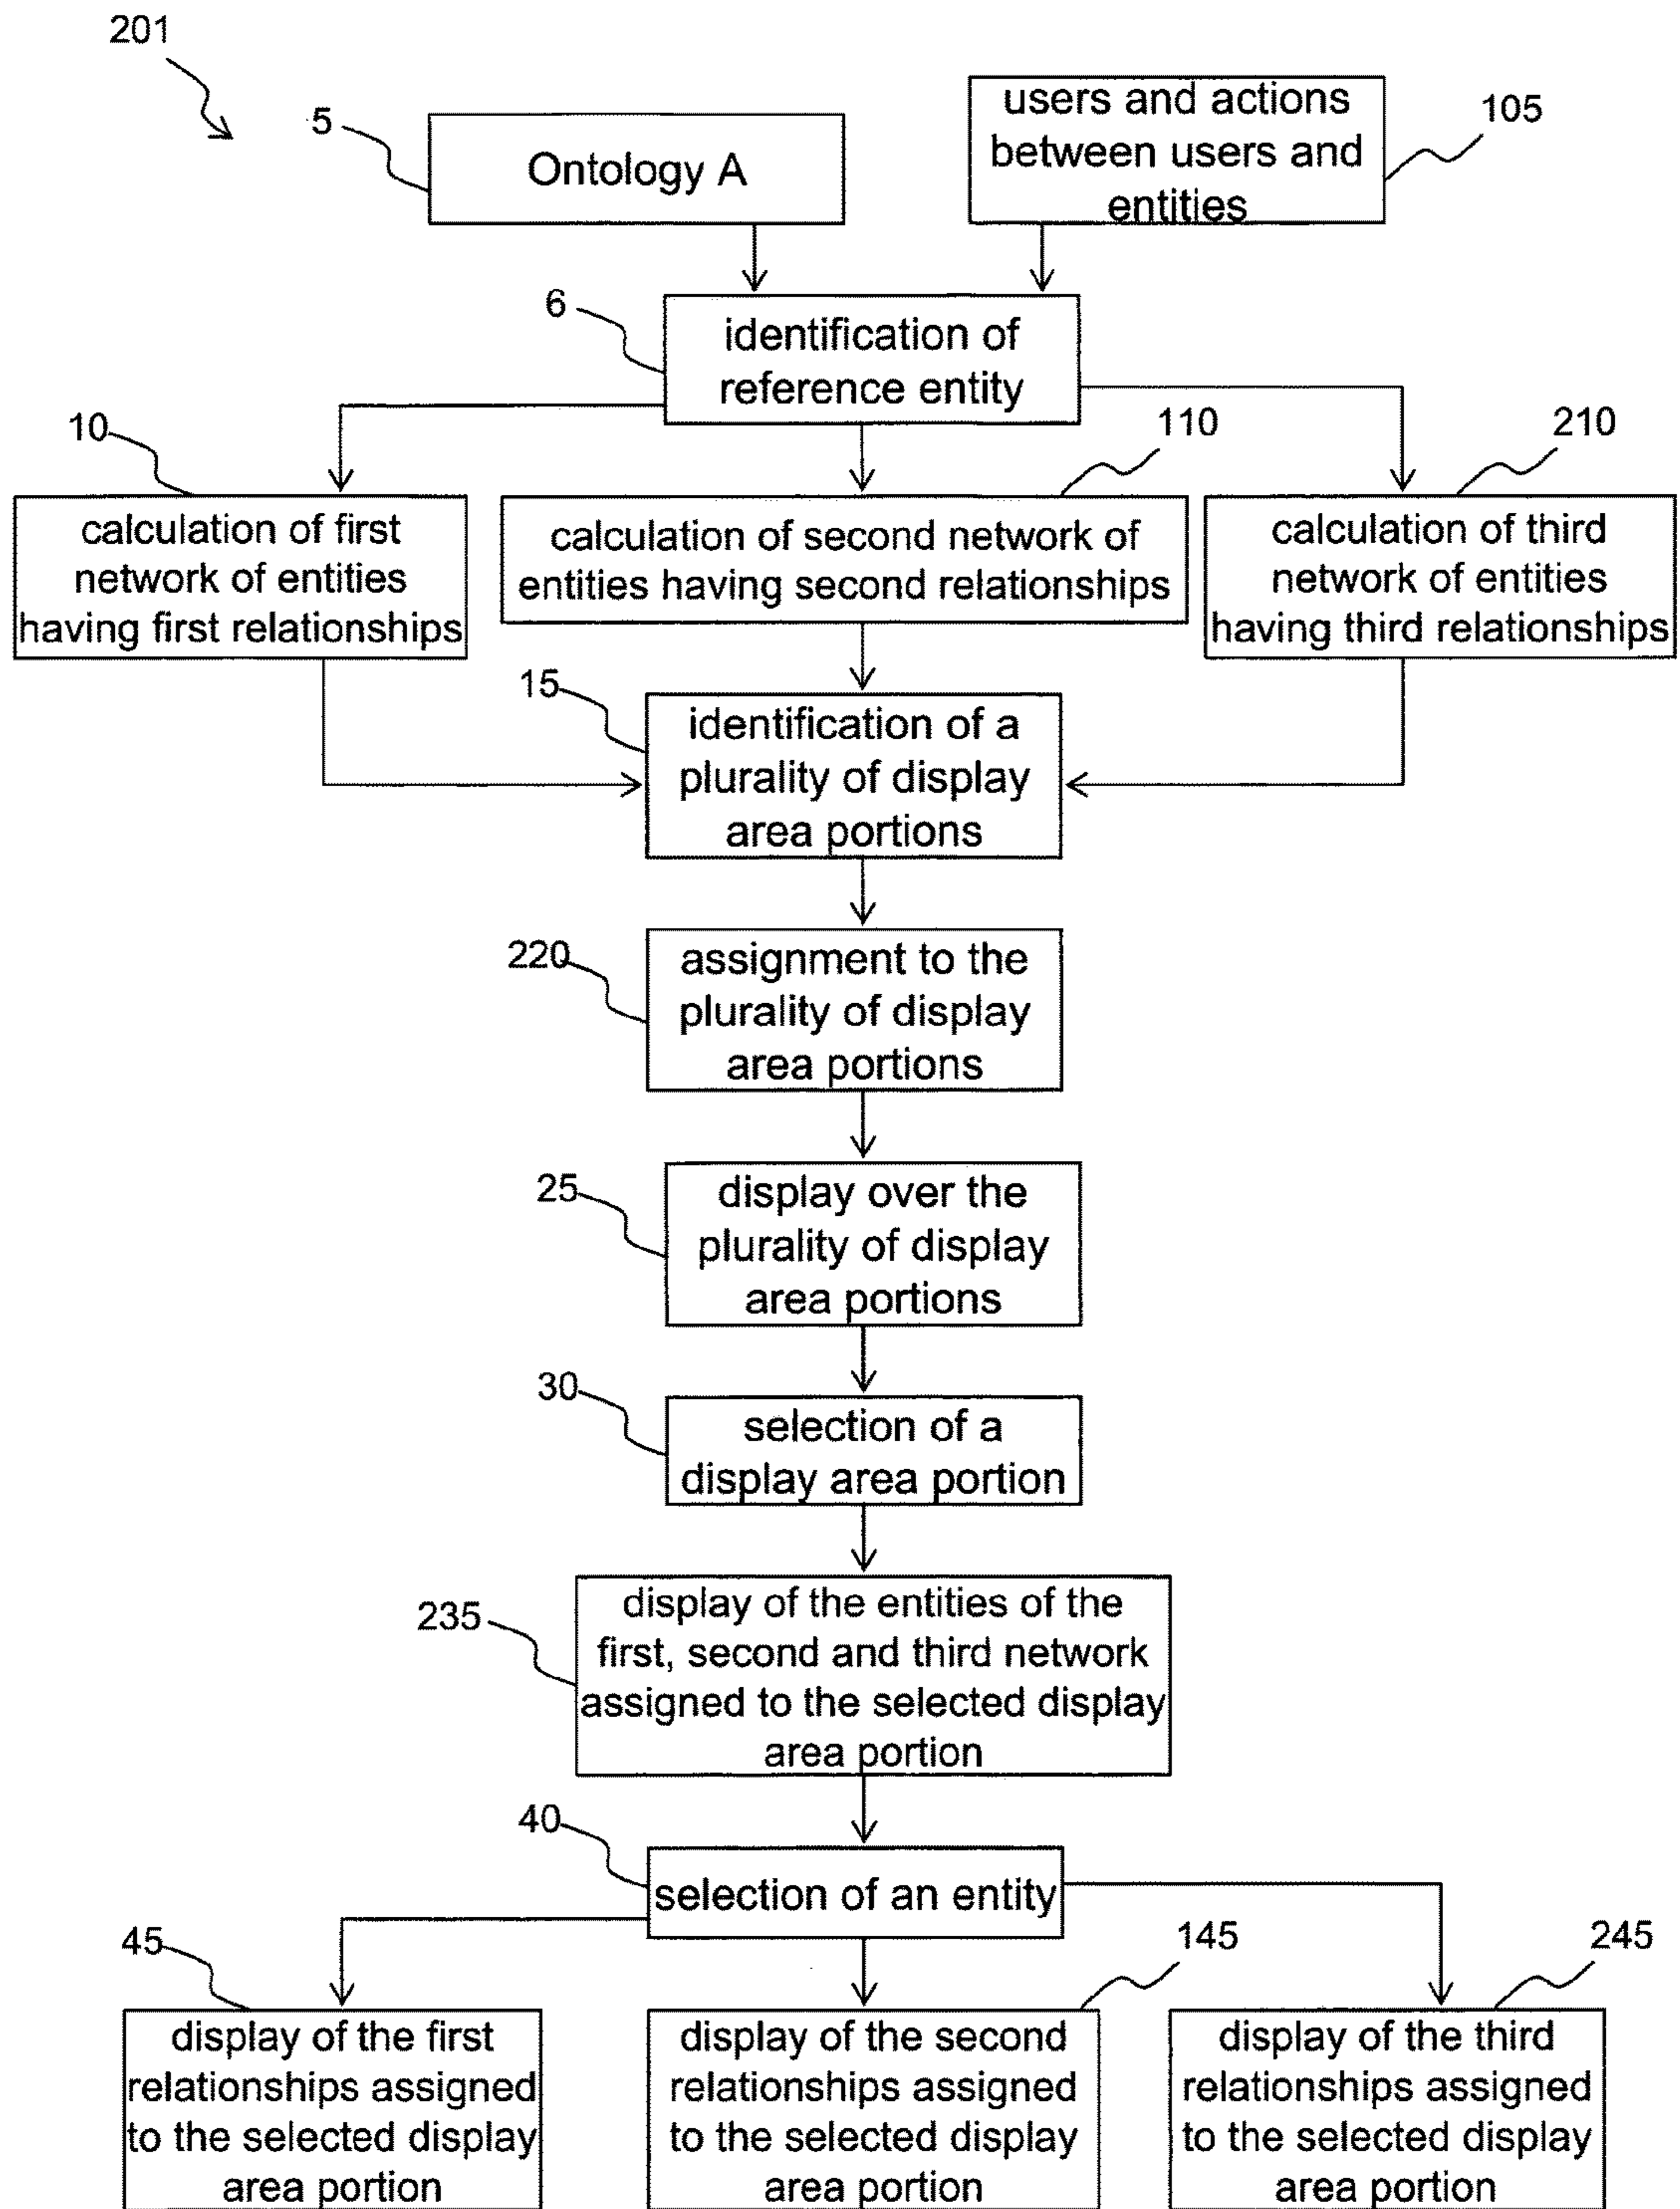 201
5
Ontology A
users and actions
between users and
entities
105
6
identification of
reference entity
10
110
210
calculation of first
network of entities
having first relationships
calculation of second network of
entities having second relationships
calculation of third
network of entities
having third relationships
15
identification of a
plurality of display
area portions
220
assignment to the
plurality of display
area portions
25
display over the
plurality of display
area portions
30
selection of a
display area portion
235
display of the entities of the
first, second and third network
assigned to the selected display
area portion
40
selection of an entity
45
145
245
display of the first
relationships assigned
to the selected display
area portion
display of the second
relationships assigned
to the selected display
area portion
display of the third
relationships assigned
to the selected display
area portion